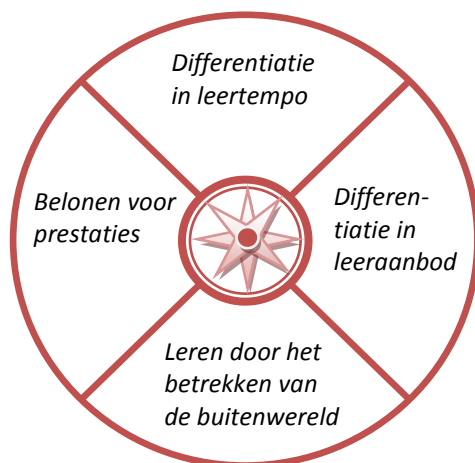 Differentiatie
in leertempo
Belonen voor
prestaties
Differen-
tiatie in
leeraanbod
Leren door het
betrekken van
de buitenwereld